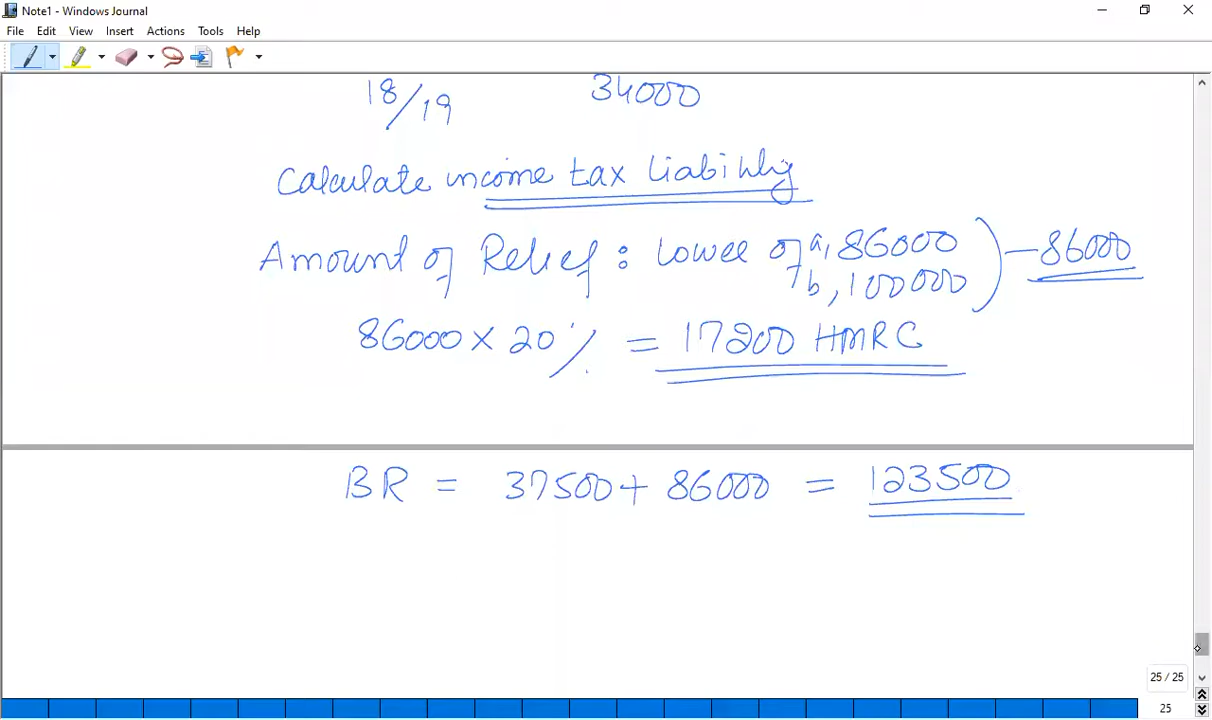 Note1 - Windows Journal
File Edit View Insert Actions Tools Help
18/19 34000
Calculate income tax liability
Amount of Relief : Lower of a, 86000 ) - 86000
b, 100000
86000 x 20% = 17200 HMRC
BR = 37500 + 86000 = 123500
25 / 25
25